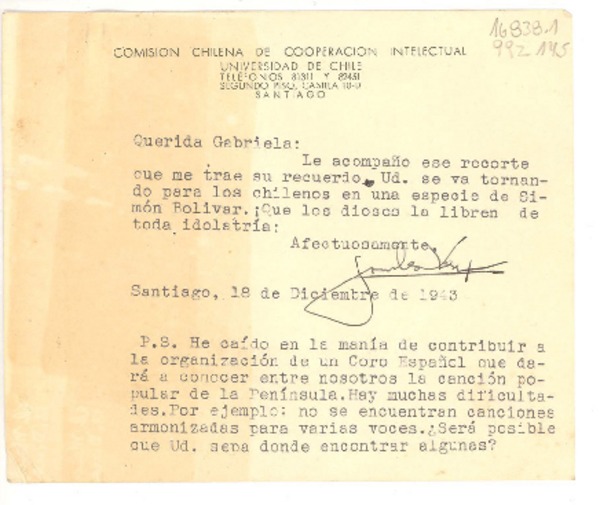 16838.1
992145
COMISION CHILENA DE COOPERACION INTELECTUAL
UNIVERSIDAD DE CHILE
TELEFONOS 81311 Y 89451
SEGUNDO PISO, CASILLA 10-D
SANTIAGO
Querida Gabriela:
Le acompaño ese recorte
que me trae su recuerdo. Ud. se va tornan-
do para los chilenos en una especie de Si-
món Bolivar.¡Que los dioses la libren de
toda idolatría;
Afectuosamente,
Santiago, 18 de Diciembre de 1943
P.S. He caído en la manía de contribuir a
la organización de un Coro Español que da-
rá a conocer entre nosotros la canción po-
pular de la Península.Hay muchas dificulta-
des.Por ejemplo: no se encuentran canciones
armonizadas para varias voces.¿Será posible
que Ud. sepa donde encontrar algunas?